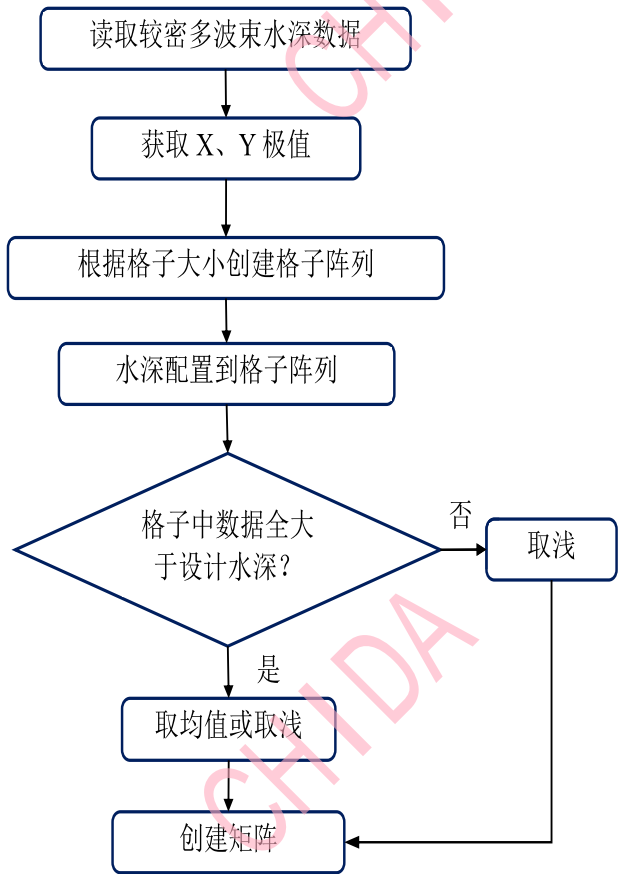 读取较密多波束水深数据
获取 X、Y 极值
根据格子大小创建格子阵列
水深配置到格子阵列
格子中数据全大
于设计水深？
否
取浅
是
取均值或取浅
创建矩阵
CHI
CHIDA